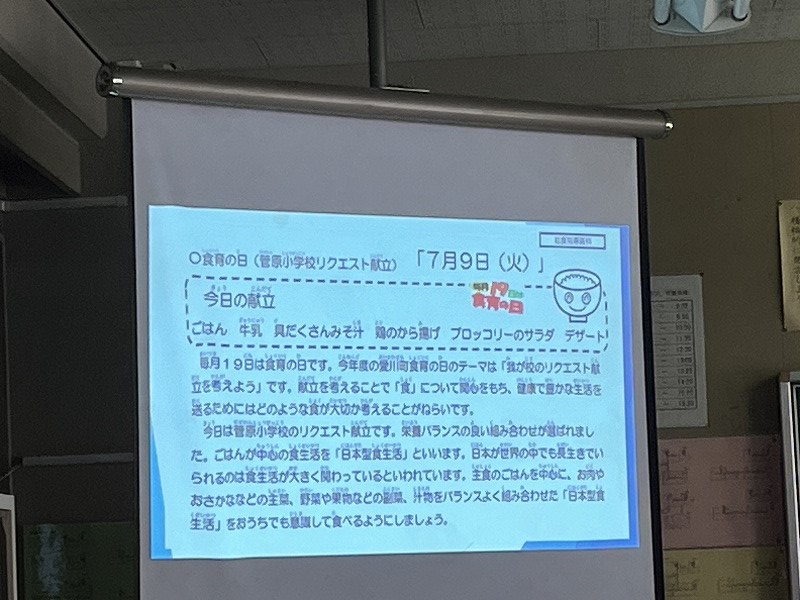 給食指導資料
○食育の日（菅原小学校リクエスト献立）　「７月９日（火）」
今日の献立
毎月19日は
食育の日
ごはん　牛乳　具だくさんみそ汁　鶏のから揚げ　ブロッコリーのサラダ　デザート
毎月１９日は食育の日です。今年度の愛川町食育の日のテーマは「我が校のリクエスト献
立を考えよう」です。献立を考えることで「食」について関心をもち、健康で豊かな生活を
送るためにはどのような食が大切か考えることがねらいです。
今日は菅原小学校のリクエスト献立です。栄養バランスの良い組み合わせが選ばれまし
た。ごはんが中心の食生活を「日本型食生活」といいます。日本が世界の中でも長生きでい
られるのは食生活が大きく関わっているといわれています。主食のごはんを中心に、お肉や
おさかななどの主菜、野菜や果物などの副菜、汁物をバランスよく組み合わせた「日本型食
生活」をおうちでも意識して食べるようにしましょう。